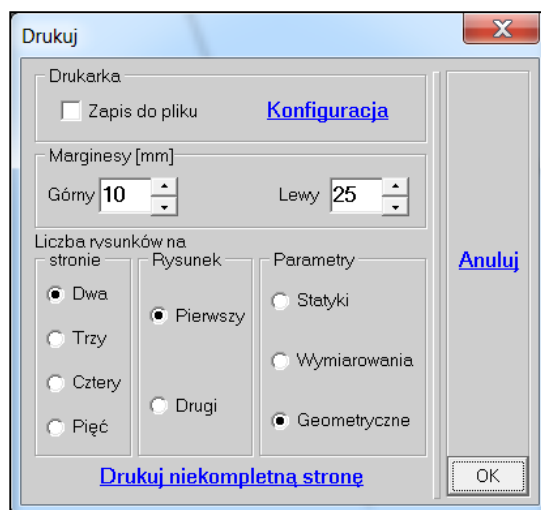 Drukuj
Drukarka
Zapis do pliku Konfiguracja
Marginesy [mm]
Górny 10 Lewy 25
Liczba rysunków na
stronie Rysunek Parametry
Anuluj
Dwa
Trzy
Cztery
Pięć
Pierwszy
Drugi
Statyki
Wymiarowania
Geometryczne
Drukuj niekompletną stronę
OK